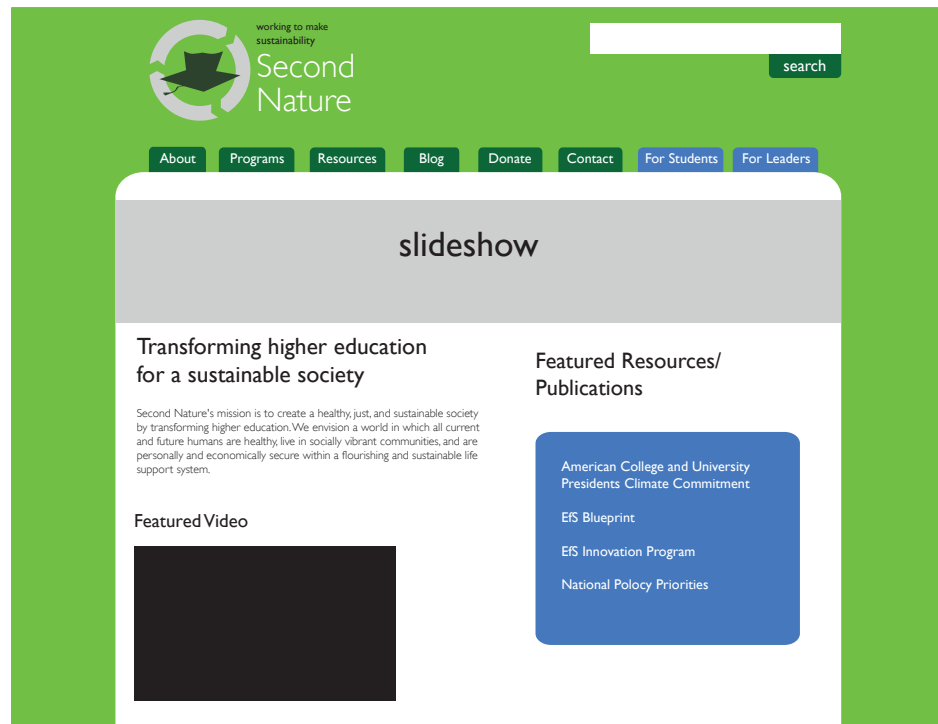 working to make
sustainability
Second
Nature
search
About Programs Resources Blog Donate Contact For Students For Leaders
slideshow
Transforming higher education
for a sustainable society
Second Nature's mission is to create a healthy, just, and sustainable society
by transforming higher education. We envision a world in which all current
and future humans are healthy, live in socially vibrant communities, and are
personally and economically secure within a flourishing and sustainable life
support system.
Featured Video
Featured Resources/
Publications
American College and University
Presidents Climate Commitment
EfS Blueprint
EfS Innovation Program
National Polocy Priorities